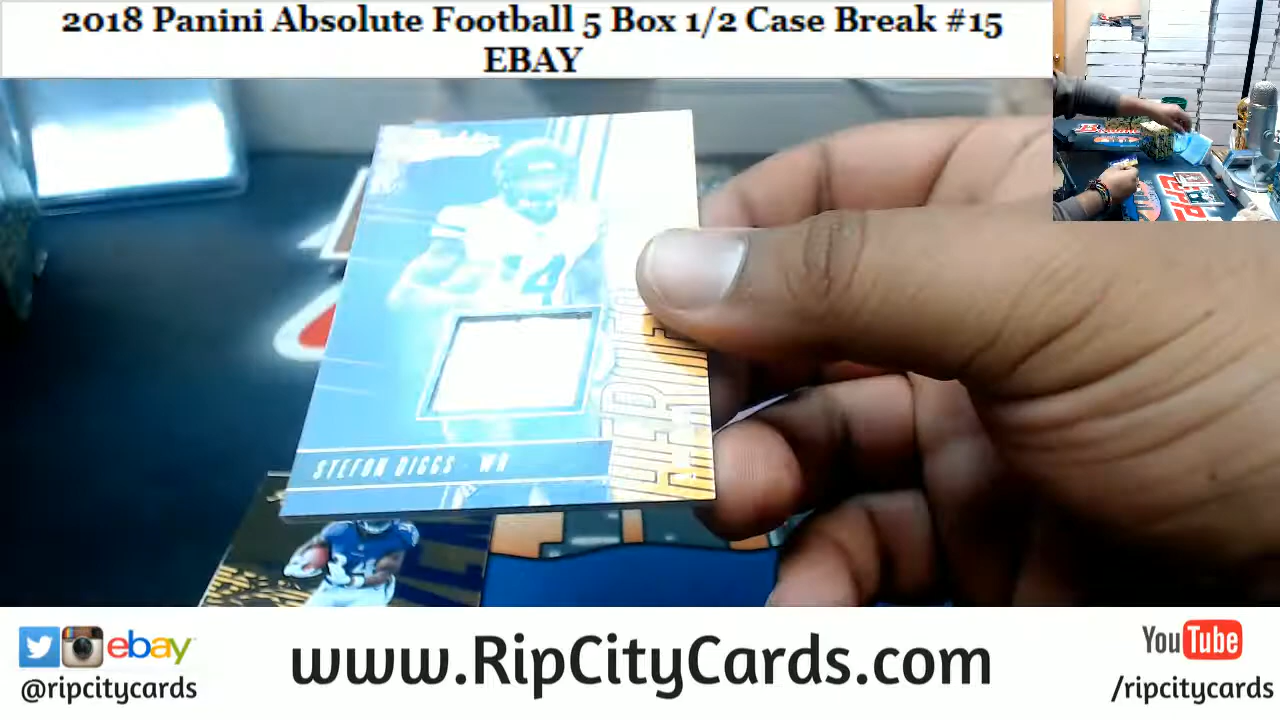 2018 Panini Absolute Football 5 Box 1/2 Case Break #15
EBAY
14
STEFON DIGGS WR
ebay
www.RipCityCards.com
YouTube
@ripcitycards
/ripcitycards